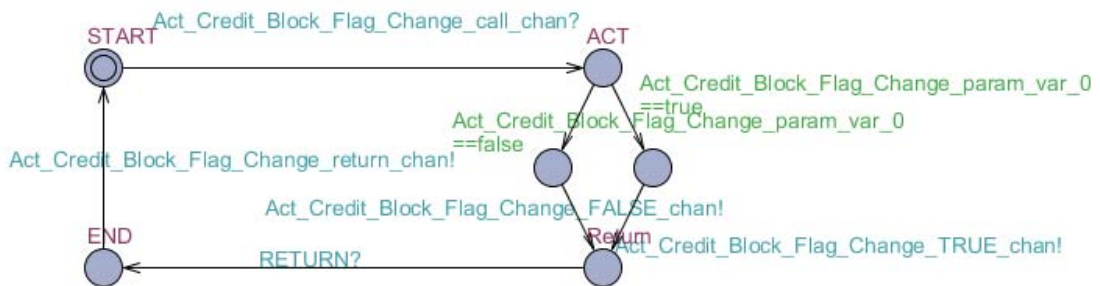 Act_Credit_Block_Flag_Change_call_chan?
START
ACT
Act_Credit_Block_Flag_Change_param_var_0
==true
Act_Credit_Block_Flag_Change_param_var_0
==false
Act_Credit_Block_Flag_Change_return_chan!
Act_Credit_Block_Flag_Change_FALSE_chan!
END
Return
Act_Credit_Block_Flag_Change_TRUE_chan!
RETURN?